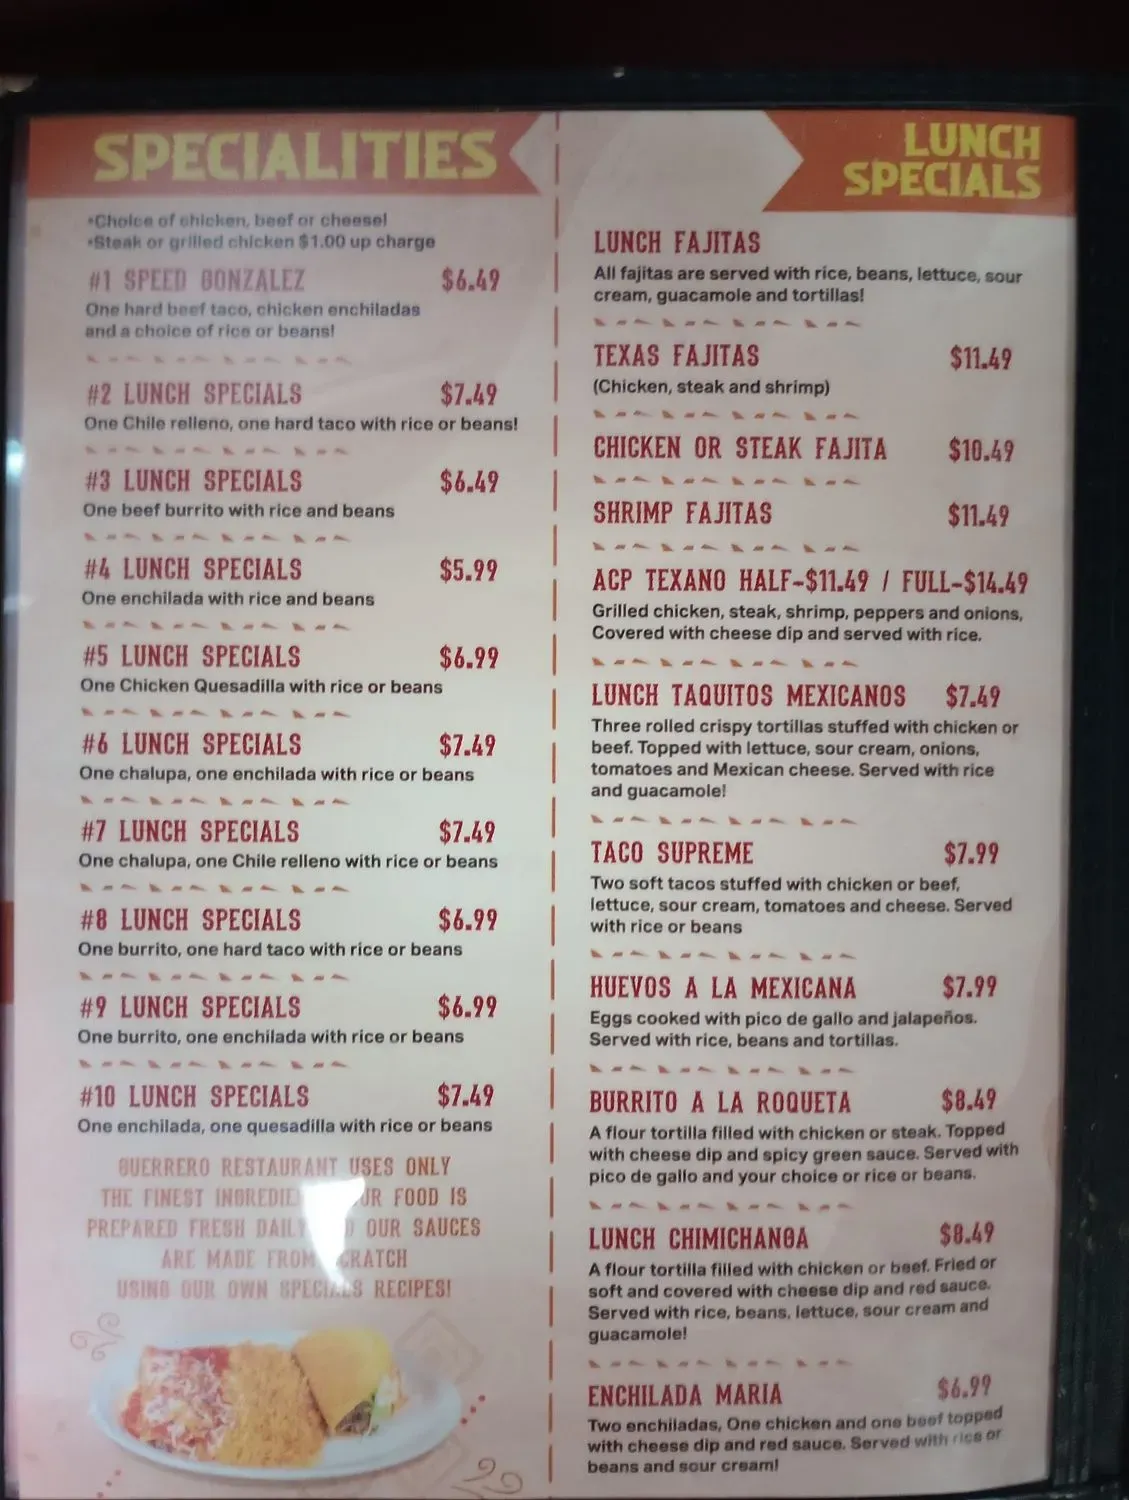 SPECIALITIES
•Choice of chicken, beef or cheese!
•Steak or grilled chicken $1.00 up charge
#1 SPEED GONZALEZ $6.49
One hard beef taco, chicken enchiladas
and a choice of rice or beans!
#2 LUNCH SPECIALS $7.49
One Chile relleno, one hard taco with rice or beans!
#3 LUNCH SPECIALS $6.49
One beef burrito with rice and beans
#4 LUNCH SPECIALS $5.99
One enchilada with rice and beans
#5 LUNCH SPECIALS $6.99
One Chicken Quesadilla with rice or beans
#6 LUNCH SPECIALS $7.49
One chalupa, one enchilada with rice or beans
#7 LUNCH SPECIALS $7.49
One chalupa, one Chile relleno with rice or beans
#8 LUNCH SPECIALS $6.99
One burrito, one hard taco with rice or beans
#9 LUNCH SPECIALS $6.99
One burrito, one enchilada with rice or beans
#10 LUNCH SPECIALS $7.49
One enchilada, one quesadilla with rice or beans
GUERRERO RESTAURANT USES ONLY
THE FINEST FOOD IS
PREPARED FRESH OUR SAUCES
ARE MADE FROM SCRATCH
USING OUR OWN SPECIALS RECIPES!
LUNCH
SPECIALS
LUNCH FAJITAS
All fajitas are served with rice, beans, lettuce, sour
cream, guacamole and tortillas!
TEXAS FAJITAS $11.49
(Chicken, steak and shrimp)
CHICKEN OR STEAK FAJITA $10.49
SHRIMP FAJITAS $11.49
ACP TEXANO HALF-$11.49 / FULL-$14.49
Grilled chicken, steak, shrimp, peppers and onions,
Covered with cheese dip and served with rice.
LUNCH TAQUITOS MEXICANOS $7.49
Three rolled crispy tortillas stuffed with chicken or
beef. Topped with lettuce, sour cream, onions,
tomatoes and Mexican cheese. Served with rice
and guacamole!
TACO SUPREME $7.99
Two soft tacos stuffed with chicken or beef,
lettuce, sour cream, tomatoes and cheese. Served
with rice or beans
HUEVOS A LA MEXICANA $7.99
Eggs cooked with pico de gallo and jalapeños.
Served with rice, beans and tortillas.
BURRITO A LA ROQUETA $8.49
A flour tortilla filled with chicken or steak. Topped
with cheese dip and spicy green sauce. Served with
pico de gallo and your choice or rice or beans.
LUNCH CHIMICHANGA $8.49
A flour tortilla filled with chicken or beef. Fried or
soft and covered with cheese dip and red sauce.
Served with rice, beans, lettuce, sour cream and
guacamole!
ENCHILADA MARIA $6.99
Two enchiladas, One chicken and one beef topped
with cheese dip and red sauce. Served with rice or
beans and sour cream!